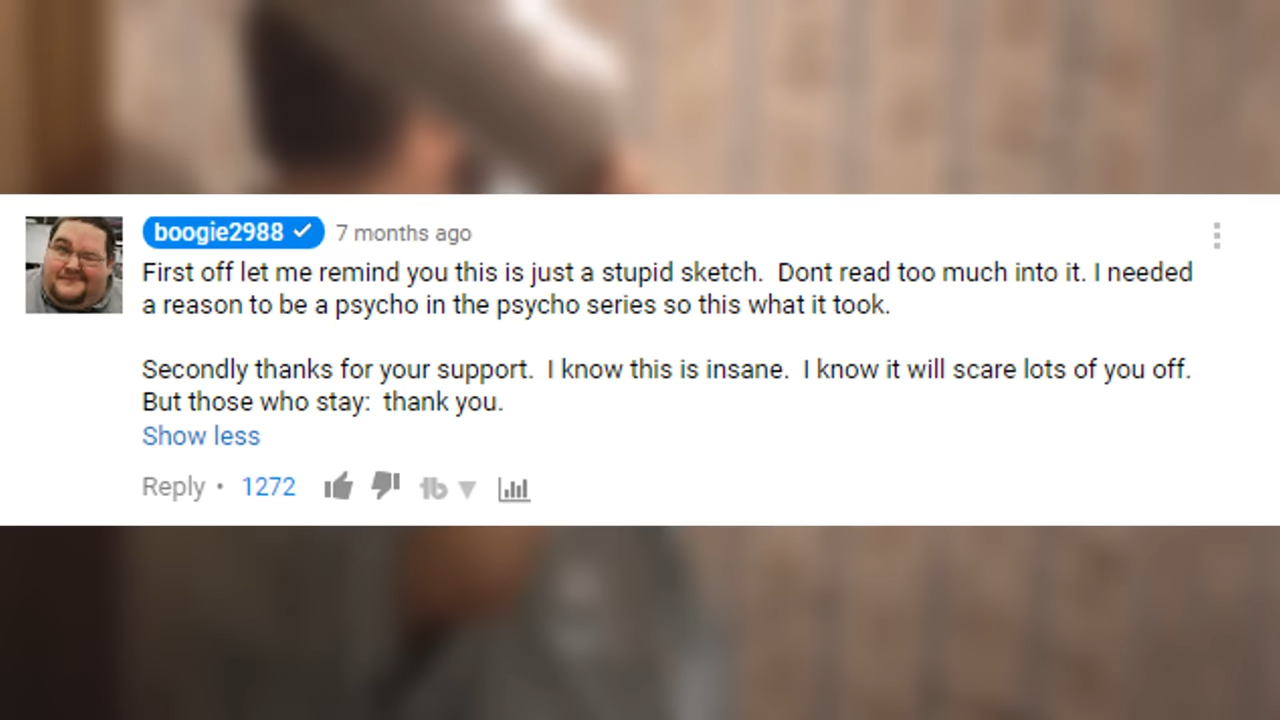 boogie2988 7 months ago
First off let me remind you this is just a stupid sketch.  Dont read too much into it. I needed
a reason to be a psycho in the psycho series so this what it took.
Secondly thanks for your support.  I know this is insane.  I know it will scare lots of you off.
But those who stay:  thank you.
Show less
Reply • 1272 tb